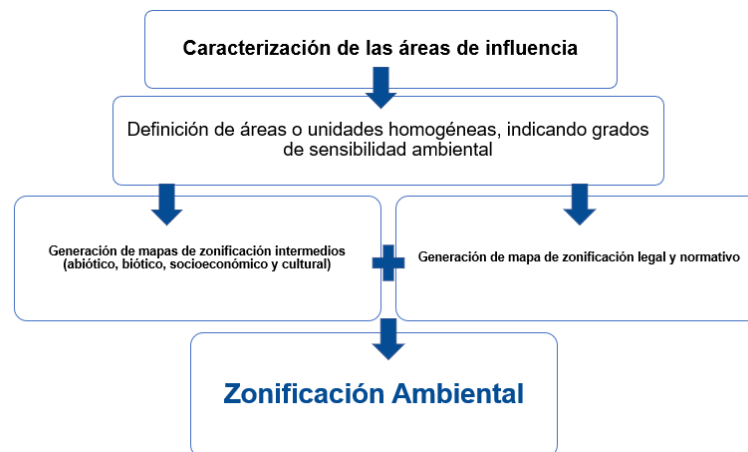 Caracterización de las áreas de influencia
Definición de áreas o unidades homogéneas, indicando grados
de sensibilidad ambiental
Generación de mapas de zonificación intermedios
(abiótico, biótico, socioeconómico y cultural)
Generación de mapa de zonificación legal y normativo
Zonificación Ambiental